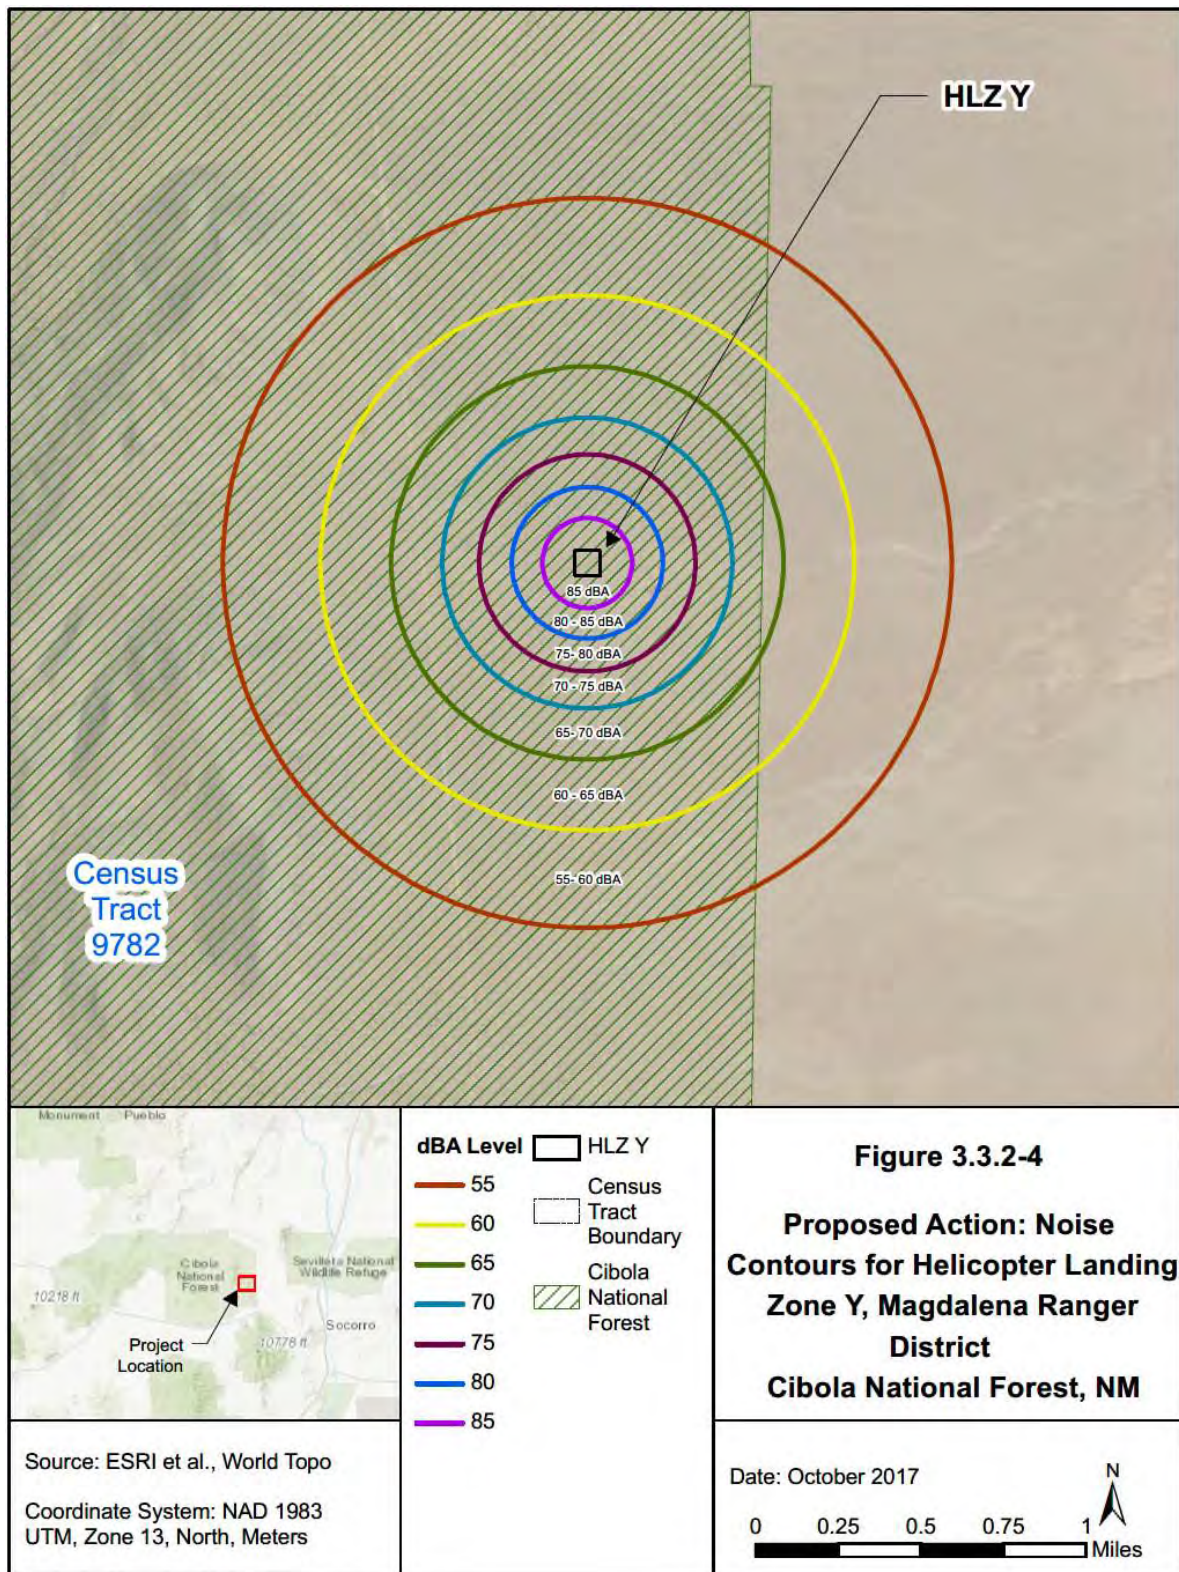 HLZ Y
85 dBA
80 - 85 dBA
75- 80 dBA
70 - 75 dBA
65- 70 dBA
60 - 65 dBA
55- 60 dBA
Census
Tract
9782
Monument
Pueblo
Cibola
National
Forest
Sevilleta National
Wildlife Refuge
10218 ft
10778 ft
Socorro
Project
Location
Source: ESRI et al., World Topo
Coordinate System: NAD 1983
UTM, Zone 13, North, Meters
dBA Level
55
60
65
70
75
80
85
HLZ Y
Census
Tract
Boundary
Cibola
National
Forest
Figure 3.3.2-4
Proposed Action: Noise
Contours for Helicopter Landing
Zone Y, Magdalena Ranger
District
Cibola National Forest, NM
Date: October 2017
N
0 0.25 0.5 0.75 1
Miles